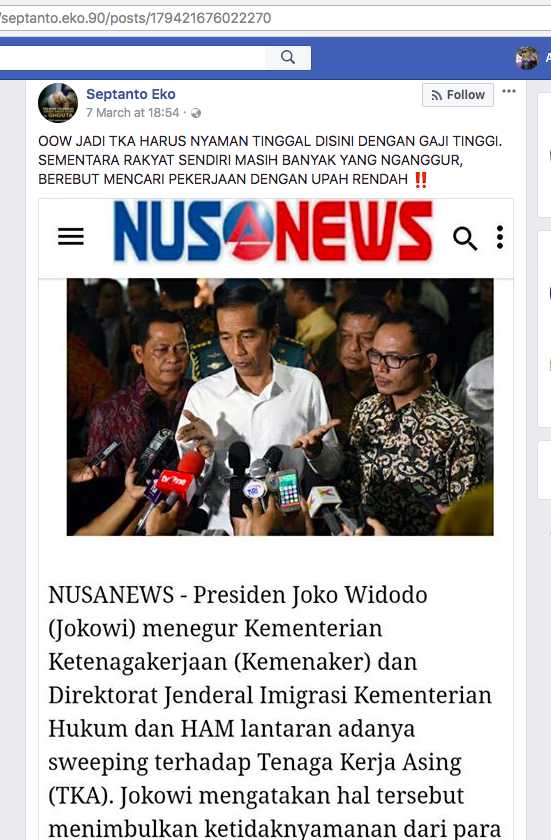 /septanto.eko.90/posts/179421676022270
Septanto Eko
7 March at 18:54 ·
Follow
OOW JADI TKA HARUS NYAMAN TINGGAL DISINI DENGAN GAJI TINGGI.
SEMENTARA RAKYAT SENDIRI MASIH BANYAK YANG NGANGGUR,
BEREBUT MENCARI PEKERJAAN DENGAN UPAH RENDAH ‼️
NUSANEWS
tvOne
NUSANEWS - Presiden Joko Widodo
(Jokowi) menegur Kementerian
Ketenagakerjaan (Kemenaker) dan
Direktorat Jenderal Imigrasi Kementerian
Hukum dan HAM lantaran adanya
sweeping terhadap Tenaga Kerja Asing
(TKA). Jokowi mengatakan hal tersebut
menimbulkan ketidaknyamanan dari para